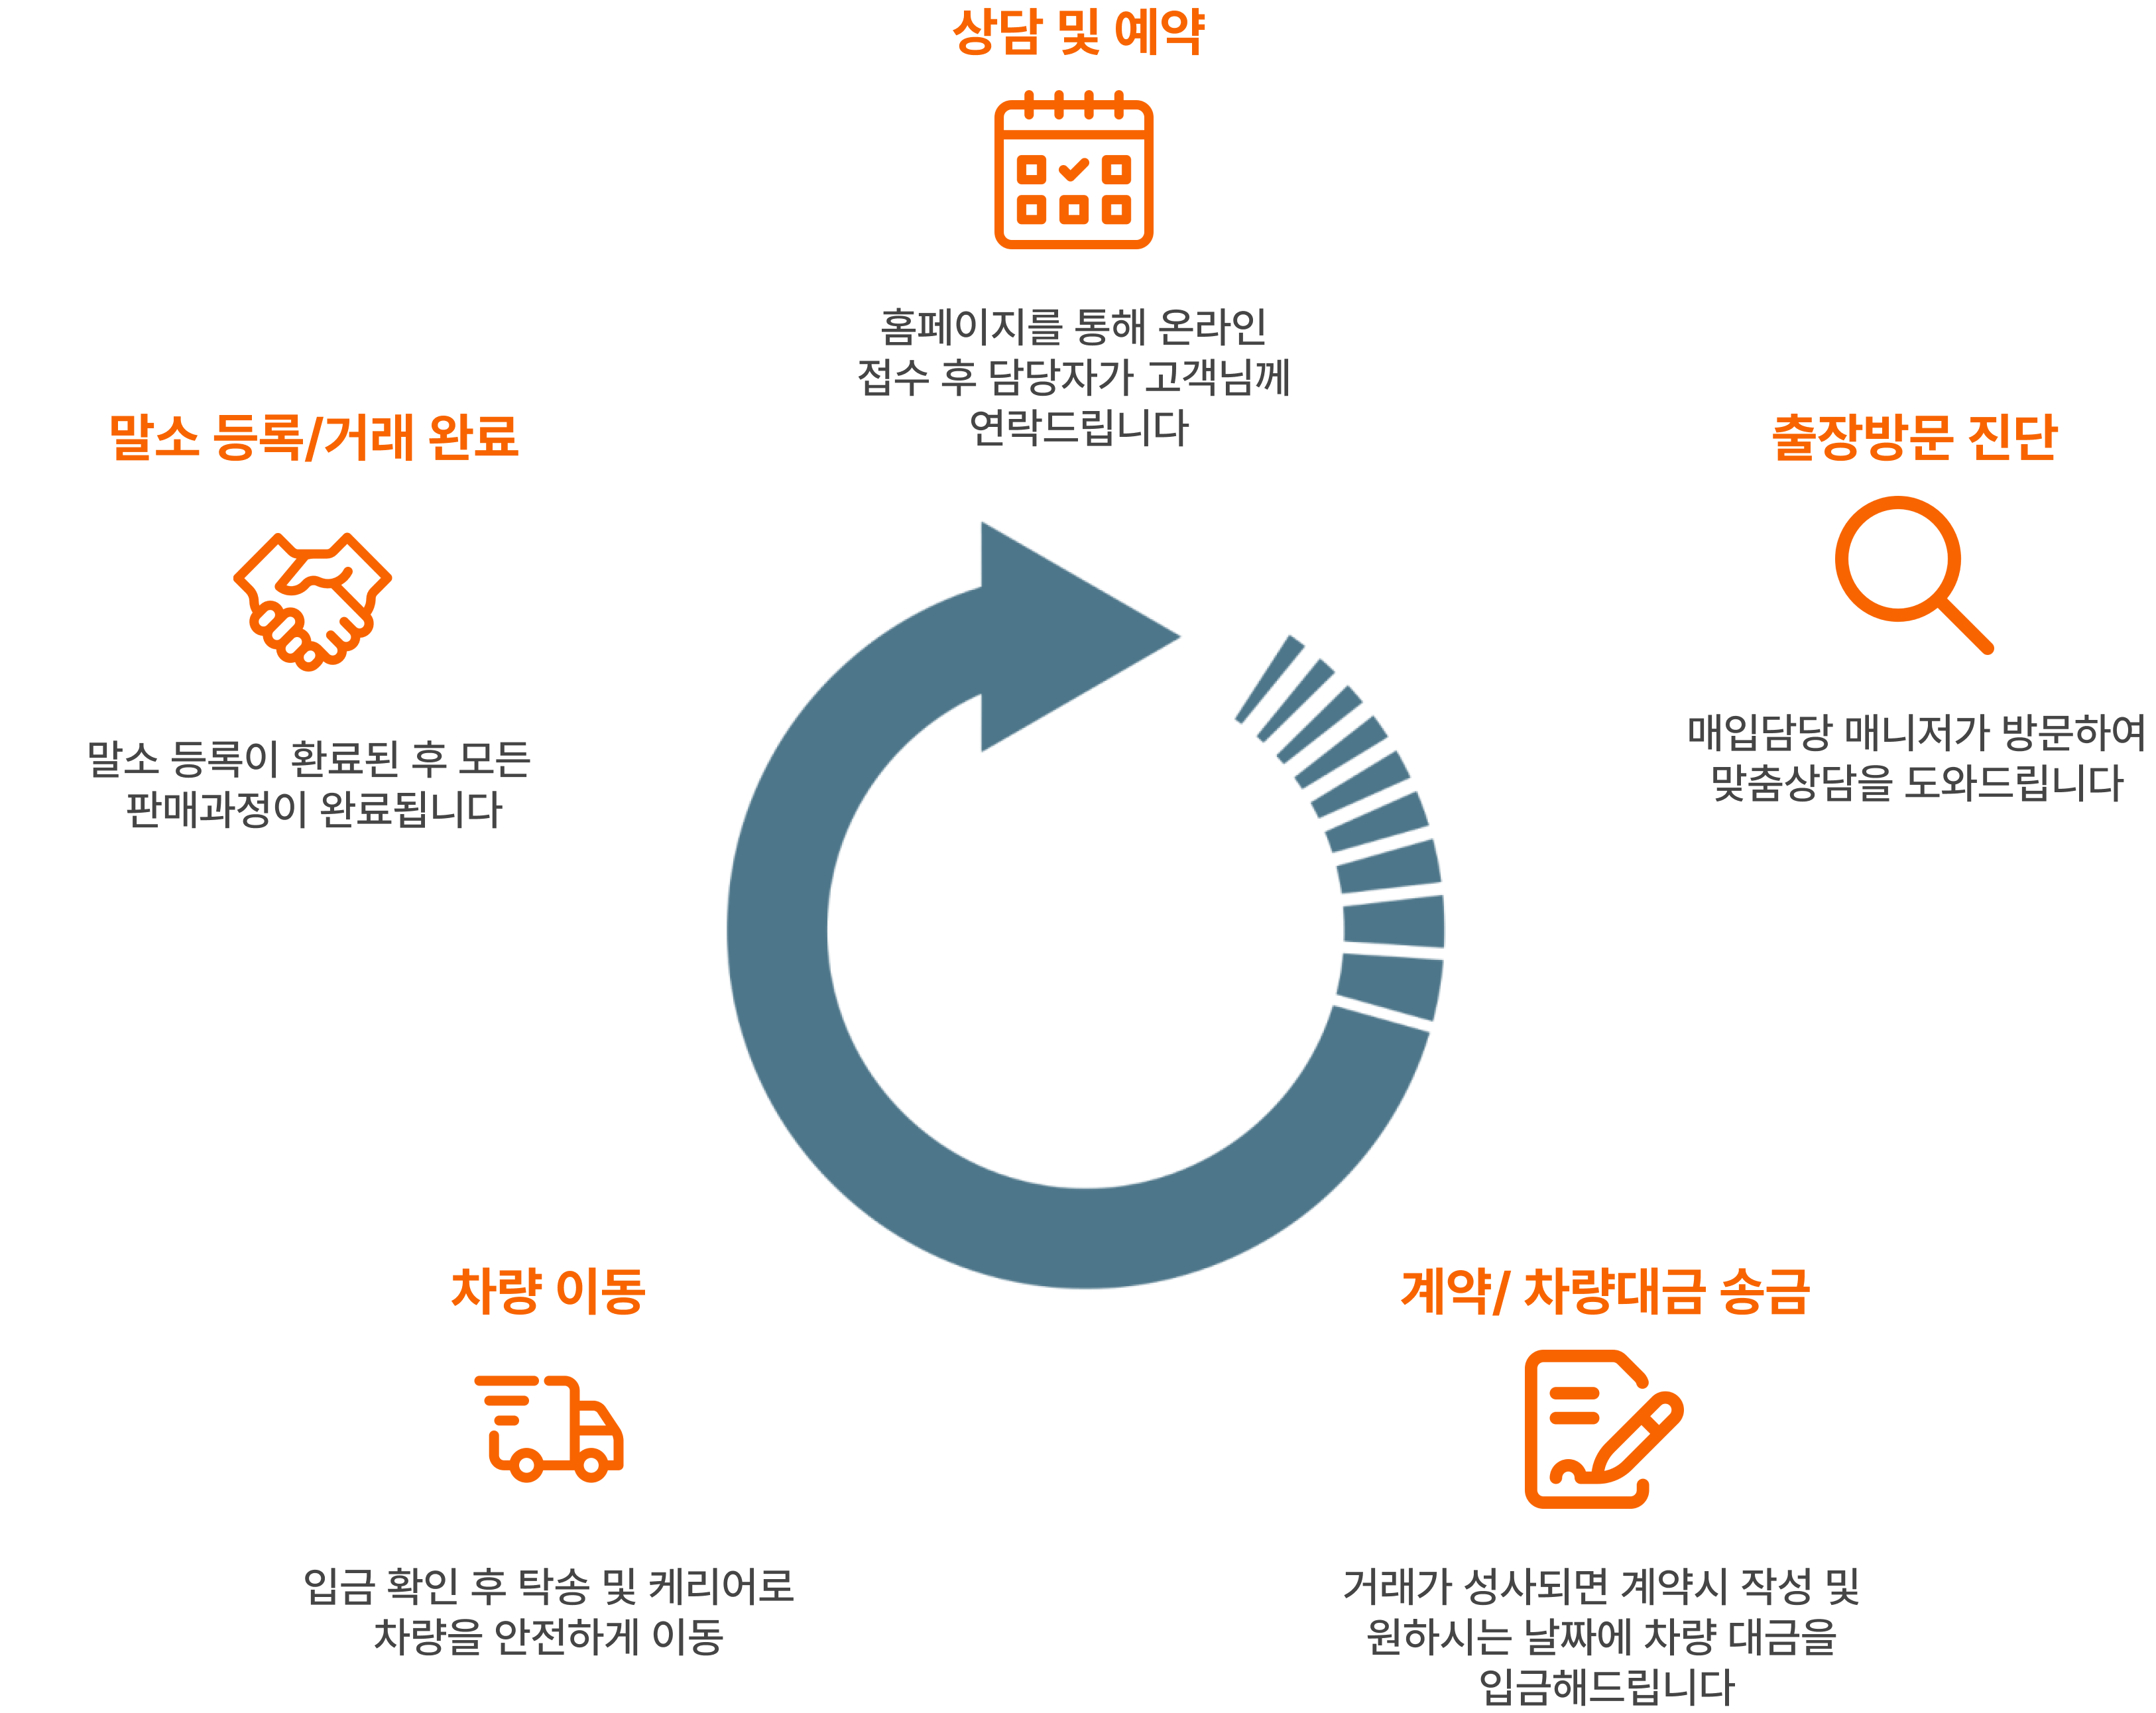 상담 및 예약
홈페이지를 통해 온라인
접수 후 담당자가 고객님께
연락드립니다
출장방문 진단
매입담당 매니저가 방문하여
맞춤상담을 도와드립니다
계약/ 차량대금 송금
거래가 성사되면 계약시 작성 및
원하시는 날짜에 차량 대금을
입금해드립니다
차량 이동
입금 확인 후 탁송 및 캐리어로
차량을 안전하게 이동
말소 등록/거래 완료
말소 등록이 완료된 후 모든
판매과정이 완료됩니다